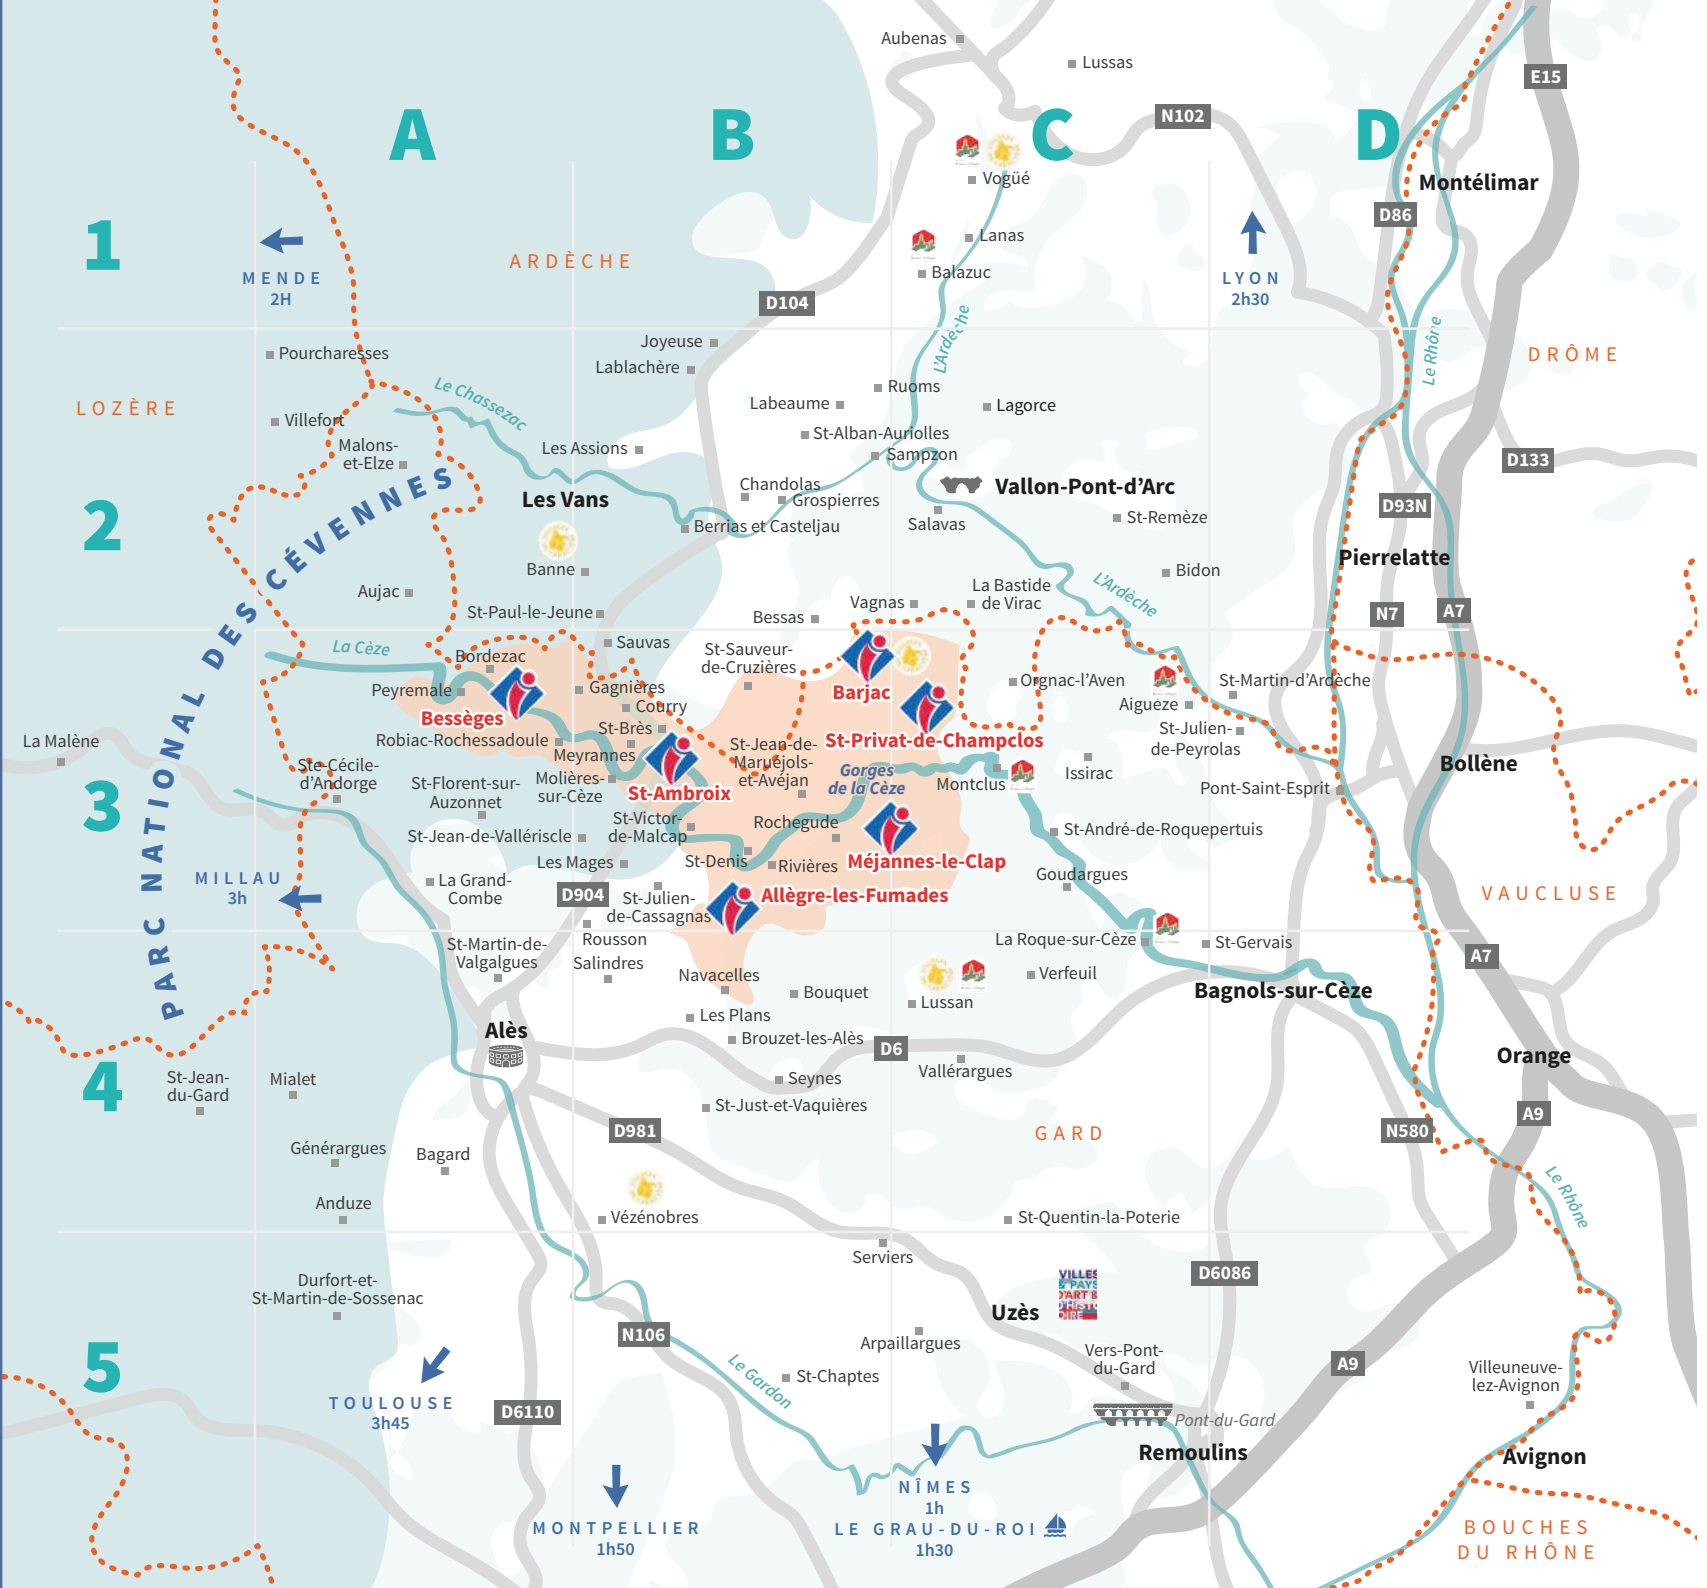 Aubenas
Lussas
E15
A
B
C
D
N102
Vogüé
Montélimar
D86
1
Lanas
ARDÈCHE
Balazuc
MENDE
2H
LYON
2h30
D104
L'Ardèche
Le Rhône
Joyeuse
Pourcharesses
DRÔME
Lablachère
Le Chassezac
Ruoms
LOZÈRE
Labeaume
Lagorce
Villefort
St-Alban-Auriolles
Malons-
et-Elze
Les Assions
Sampzon
D133
Chandolas
Vallon-Pont-d'Arc
Les Vans
Grospierres
D93N
2
Berrias et Casteljau
Salavas
St-Remèze
PARC NATIONAL DES CÉVENNES
Pierrelatte
Banne
Bidon
Aujac
La Bastide
de Virac
L'Ardèche
Vagnas
St-Paul-le-Jeune
Bessas
N7
A7
La Cèze
Sauvas
Bordezac
St-Sauveur-
de-Cruzières
Peyremale
Gagnières
Barjac
Orgnac-l'Aven
St-Martin-d'Ardèche
Courry
Aiguèze
Bessèges
St-Brès
St-Julien-
de-Peyrolas
La Malène
Robiac-Rochessadoule
St-Privat-de-Champclos
Meyrannes
St-Jean-de-
Maruéjols-
et-Avéjan
Ste-Cécile-
d'Andorge
Gorges
de la Cèze
Issirac
Bollène
St-Florent-sur-
Auzonnet
Molières-
sur-Cèze
St-Ambroix
Montclus
Pont-Saint-Esprit
3
St-Victor-
de-Malcap
Rochegude
St-André-de-Roquepertuis
St-Jean-de-Vallériscle
Les Mages
St-Denis
Rivières
Méjannes-le-Clap
Goudargues
MILLAU
3h
La Grand-
Combe
D904
St-Julien-
de-Cassagnas
Allègre-les-Fumades
VAUCLUSE
Rousson
La Roque-sur-Cèze
St-Gervais
St-Martin-de-
Valgalgues
Salindres
A7
Navacelles
Verfeuil
Bouquet
Lussan
Bagnols-sur-Cèze
Les Plans
Alès
Brouzet-les-Alès
D6
Orange
4
St-Jean-
du-Gard
Mialet
Seynes
Vallérargues
St-Just-et-Vaquières
A9
D981
GARD
N580
Générargues
Bagard
Le Rhône
Anduze
Vézénobres
St-Quentin-la-Poterie
Serviers
Durfort-et-
St-Martin-de-Sossenac
D6086
VILLES
& PAYS
D'ART &
D'HISTO
OIRE
Uzès
N106
5
Arpaillargues
Vers-Pont-
du-Gard
A9
Le Gardon
St-Chaptes
Villeuneuve-
lez-Avignon
TOULOUSE
3h45
D6110
Pont-du-Gard
Remoulins
Avignon
NÎMES
1h
MONTPELLIER
1h50
LE GRAU-DU-ROI
1h30
BOUCHES
DU RHÔNE